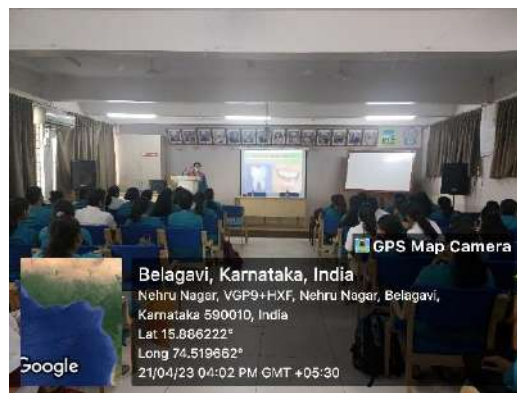 GPS Map Camera
Belagavi, Karnataka, India
Nehru Nagar, VGP9+HXF, Nehru Nagar, Belagavi,
Karnataka 590010, India
Lat 15.886222°
Long 74.519662°
21/04/23 04:02 PM GMT +05:30
Google